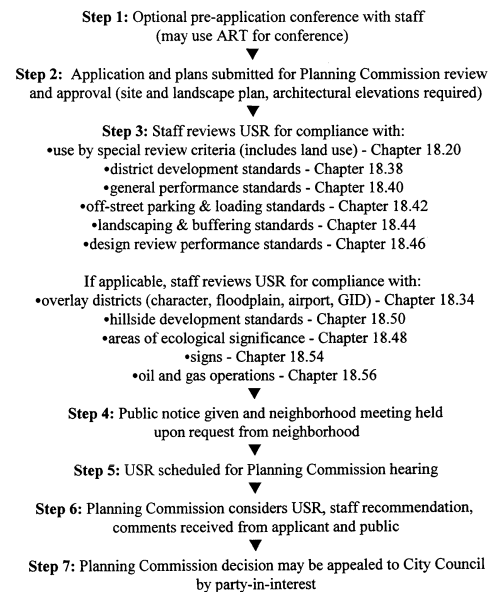 Step 1: Optional pre-application conference with staff
(may use ART for conference)
▼
Step 2: Application and plans submitted for Planning Commission review
and approval (site and landscape plan, architectural elevations required)
▼
Step 3: Staff reviews USR for compliance with:
•use by special review criteria (includes land use) - Chapter 18.20
•district development standards - Chapter 18.38
•general performance standards - Chapter 18.40
•off-street parking & loading standards - Chapter 18.42
•landscaping & buffering standards - Chapter 18.44
•design review performance standards - Chapter 18.46
If applicable, staff reviews USR for compliance with:
•overlay districts (character, floodplain, airport, GID) - Chapter 18.34
•hillside development standards - Chapter 18.50
•areas of ecological significance - Chapter 18.48
•signs - Chapter 18.54
•oil and gas operations - Chapter 18.56
▼
Step 4: Public notice given and neighborhood meeting held
upon request from neighborhood
▼
Step 5: USR scheduled for Planning Commission hearing
▼
Step 6: Planning Commission considers USR, staff recommendation,
comments received from applicant and public
▼
Step 7: Planning Commission decision may be appealed to City Council
by party-in-interest